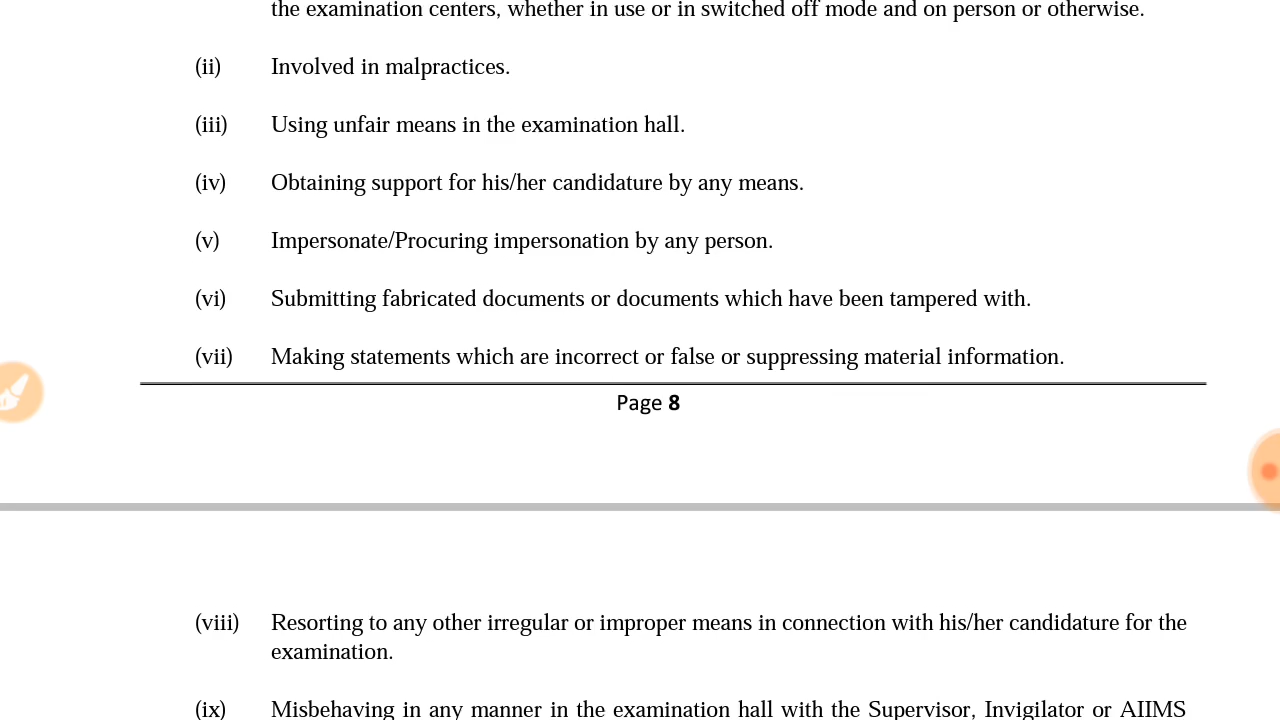 the examination centers, whether in use or in switched off mode and on person or otherwise.
(ii) Involved in malpractices.
(iii) Using unfair means in the examination hall.
(iv) Obtaining support for his/her candidature by any means.
(v) Impersonate/Procuring impersonation by any person.
(vi) Submitting fabricated documents or documents which have been tampered with.
(vii) Making statements which are incorrect or false or suppressing material information.
Page 8
(viii) Resorting to any other irregular or improper means in connection with his/her candidature for the
examination.
(ix) Misbehaving in any manner in the examination hall with the Supervisor, Invigilator or AIIMS